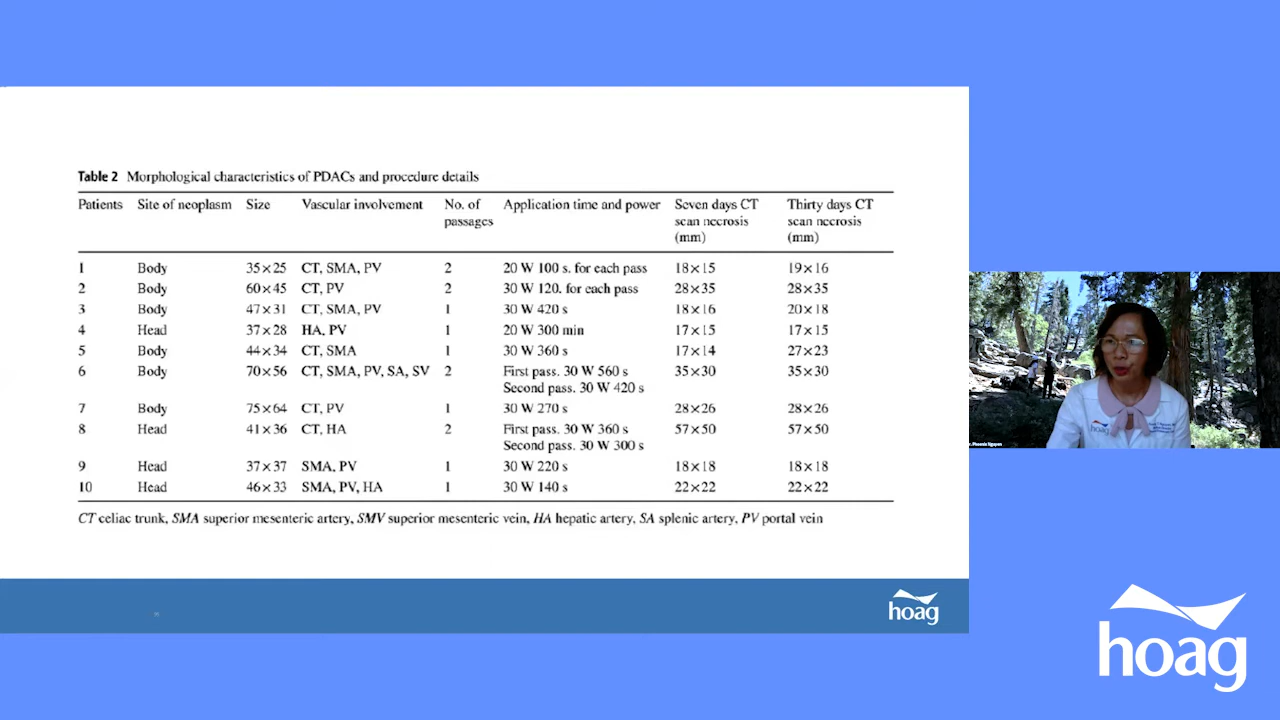 Table 2 Morphological characteristics of PDACs and procedure details
Patients Site of neoplasm Size Vascular involvement No. of passages Application time and power Seven days CT scan necrosis (mm) Thirty days CT scan necrosis (mm)
1 Body 35×25 CT, SMA, PV 2 20 W 100 s. for each pass 18×15 19×16
2 Body 60×45 CT, PV 2 30 W 120. for each pass 28×35 28×35
3 Body 47×31 CT, SMA, PV 1 30 W 420 s 18×16 20×18
4 Head 37×28 HA, PV 1 20 W 300 min 17×15 17×15
5 Body 44×34 CT, SMA 1 30 W 360 s 17×14 27×23
6 Body 70×56 CT, SMA, PV, SA, SV 2 First pass. 30 W 560 s 35×30 35×30
Second pass. 30 W 420 s
7 Body 75×64 CT, PV 1 30 W 270 s 28×26 28×26
8 Head 41×36 CT, HA 2 First pass. 30 W 360 s 57×50 57×50
Second pass. 30 W 300 s
9 Head 37×37 SMA, PV 1 30 W 220 s 18×18 18×18
10 Head 46×33 SMA, PV, HA 1 30 W 140 s 22×22 22×22
CT celiac trunk, SMA superior mesenteric artery, SMV superior mesenteric vein, HA hepatic artery, SA splenic artery, PV portal vein
hoag
hoag
Phoenix Nguyen
hoag